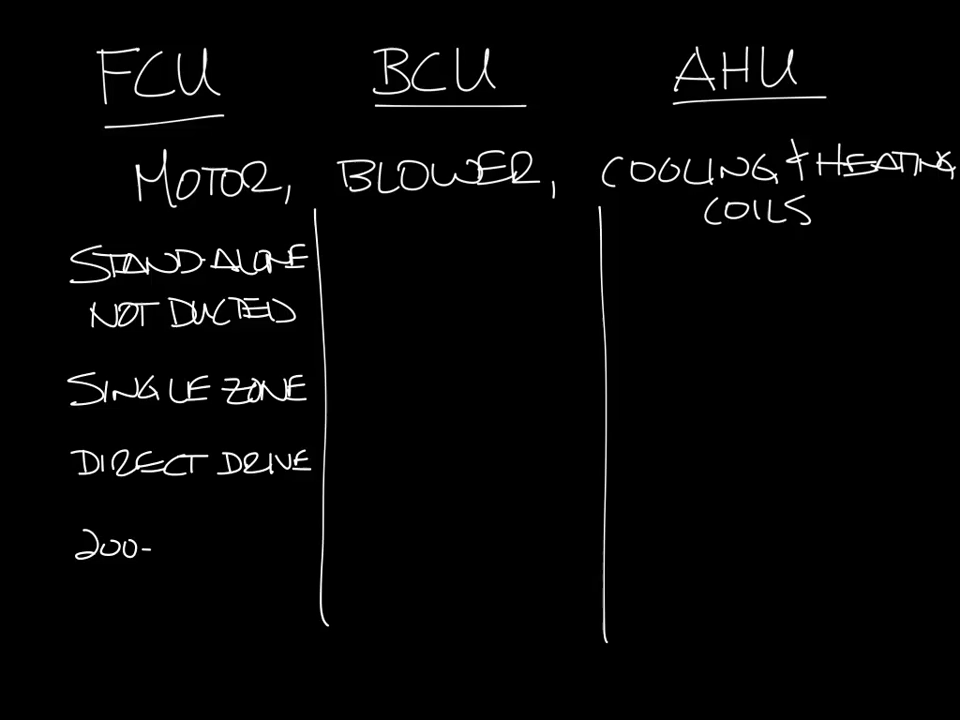 FCU BCU AHU
MOTOR, BLOWER, COOLING & HEATING
COILS
STAND-ALONE
NOT DUCTED
SINGLE ZONE
DIRECT DRIVE
200-